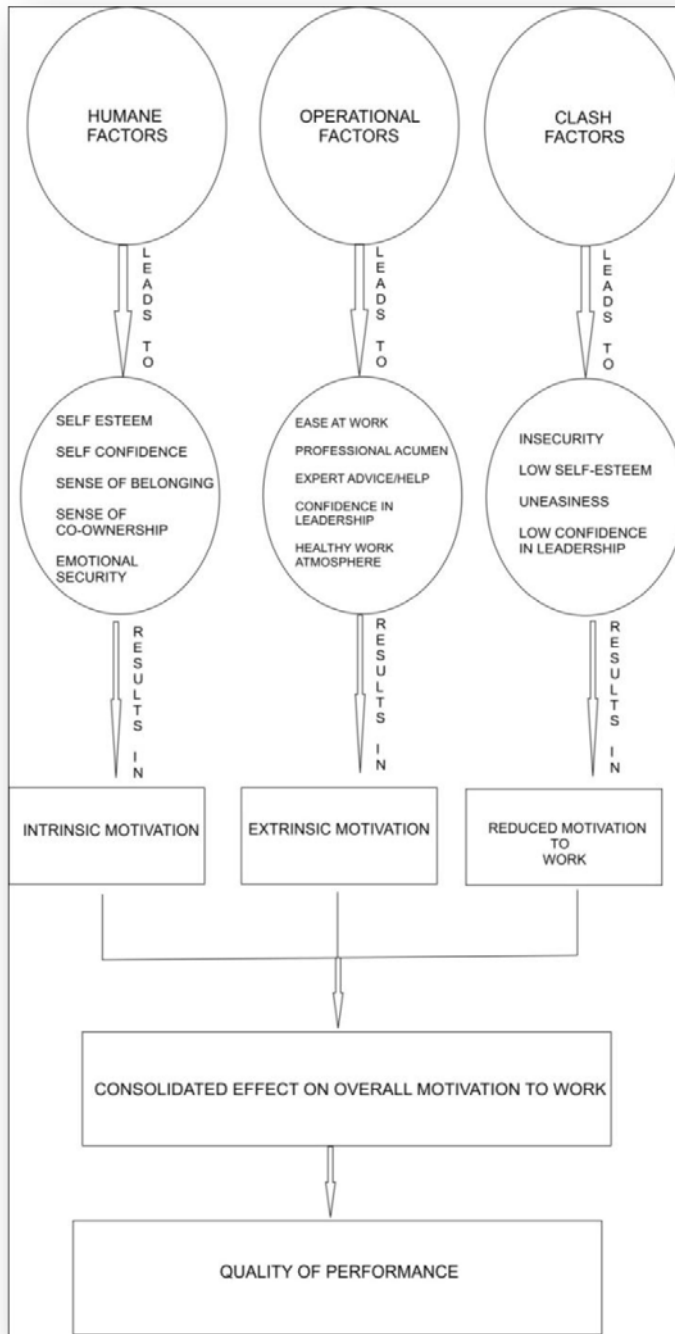 HUMANE
FACTORS
OPERATIONAL
FACTORS
CLASH
FACTORS
LEADS TO
LEADS TO
LEADS TO
SELF ESTEEM
SELF CONFIDENCE
SENSE OF BELONGING
SENSE OF
CO-OWNERSHIP
EMOTIONAL
SECURITY
EASE AT WORK
PROFESSIONAL ACUMEN
EXPERT ADVICE/HELP
CONFIDENCE IN
LEADERSHIP
HEALTHY WORK
ATMOSPHERE
INSECURITY
LOW SELF-ESTEEM
UNEASINESS
LOW CONFIDENCE
IN LEADERSHIP
RESULTS IN
RESULTS IN
RESULTS IN
INTRINSIC MOTIVATION
EXTRINSIC MOTIVATION
REDUCED MOTIVATION
TO
WORK
CONSOLIDATED EFFECT ON OVERALL MOTIVATION TO WORK
QUALITY OF PERFORMANCE